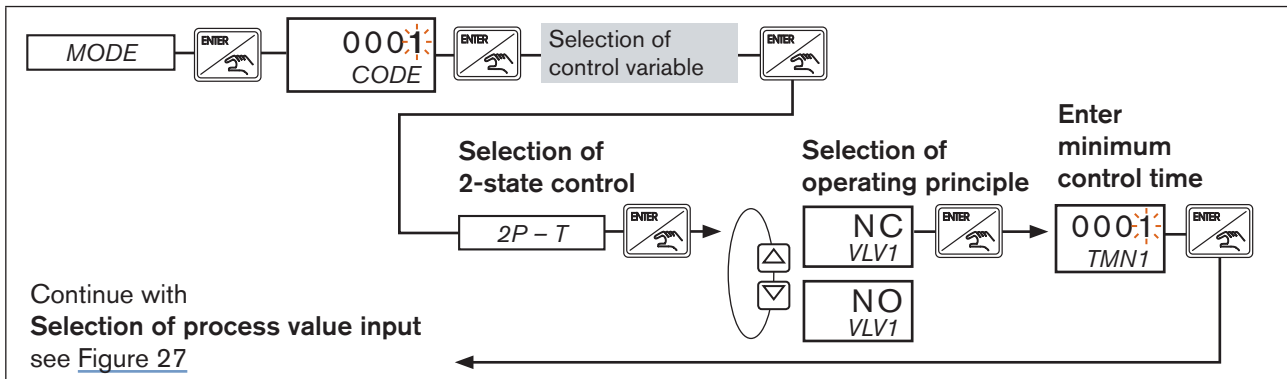 MODE
ENTER
0001
CODE
ENTER
Selection of
control variable
ENTER
Selection of
2-state control
2P – T
ENTER
Selection of
operating principle
NC
VLV1
NO
VLV1
ENTER
Enter
minimum
control time
0001
TMN1
ENTER
Continue with
Selection of process value input
see Figure 27